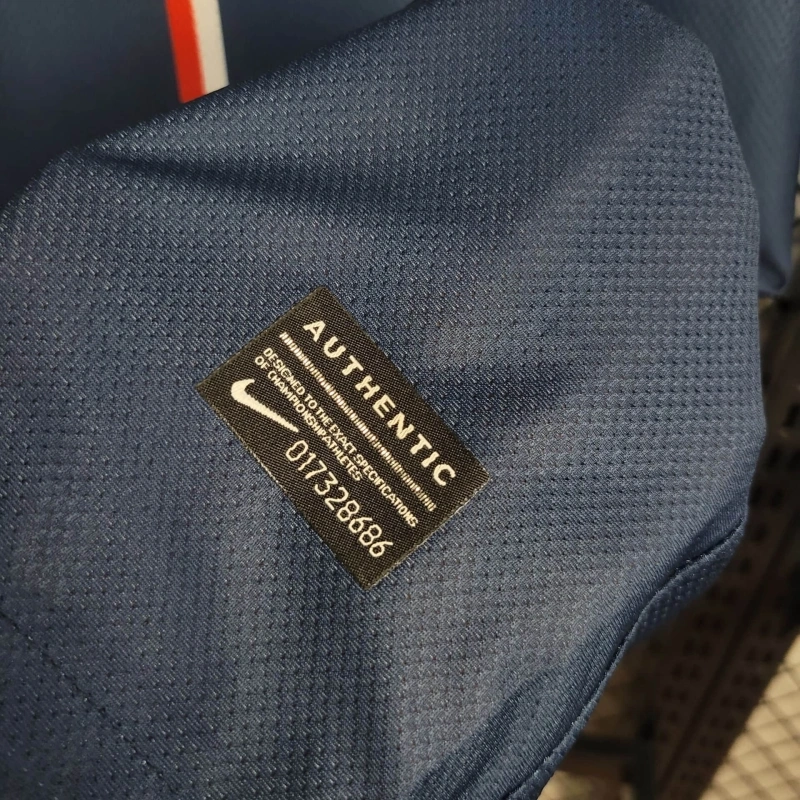 AUTHENTIC
DESIGNED TO THE EXACT SPECIFICATIONS
OF CHAMPIONSHIP ATHLETES
017328686